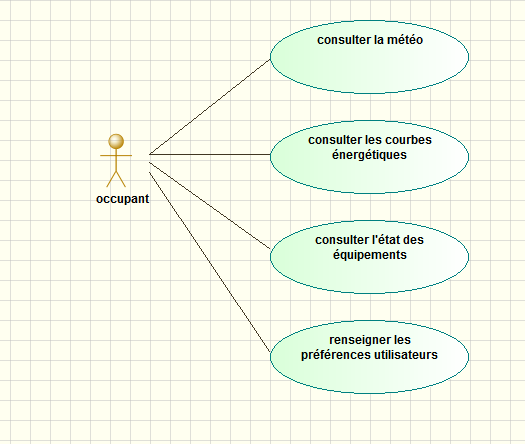 consulter la météo
consulter les courbes
énergétiques
occupant
consulter l'état des
équipements
renseigner les
préférences utilisateurs